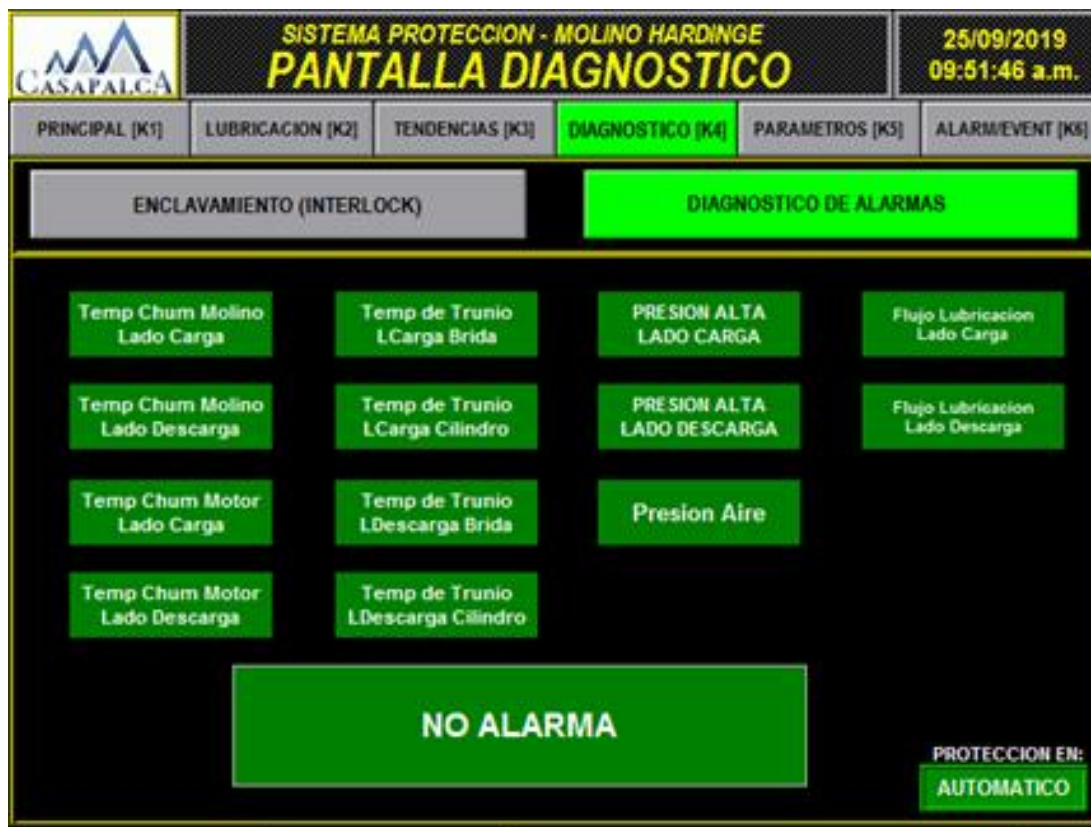 CASAPALCA
SISTEMA PROTECCION - MOLINO HARDINGE
PANTALLA DIAGNOSTICO
25/09/2019
09:51:46 a.m.
PRINCIPAL [K1]
LUBRICACION [K2]
TENDENCIAS [K3]
DIAGNOSTICO [K4]
PARAMETROS [K5]
ALARM/EVENT [K6]
ENCLAVAMIENTO (INTERLOCK)
DIAGNOSTICO DE ALARMAS
Temp Chum Molino
Lado Carga
Temp de Trunio
LCarga Brida
PRESION ALTA
LADO CARGA
Flujo Lubricacion
Lado Carga
Temp Chum Molino
Lado Descarga
Temp de Trunio
LCarga Cilindro
PRESION ALTA
LADO DESCARGA
Flujo Lubricacion
Lado Descarga
Temp Chum Motor
Lado Carga
Temp de Trunio
LDescarga Brida
Presion Aire
Temp Chum Motor
Lado Descarga
Temp de Trunio
LDescarga Cilindro
NO ALARMA
PROTECCION EN:
AUTOMATICO